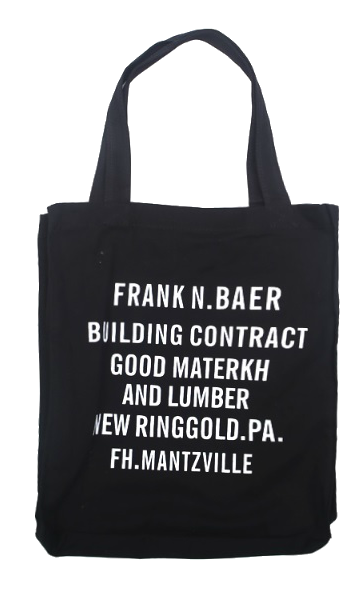 FRANK N.BAER
BUILDING CONTRACT
GOOD MATERKH
AND LUMBER
NEW RINGGOLD.PA.
FH.MANTZVILLE